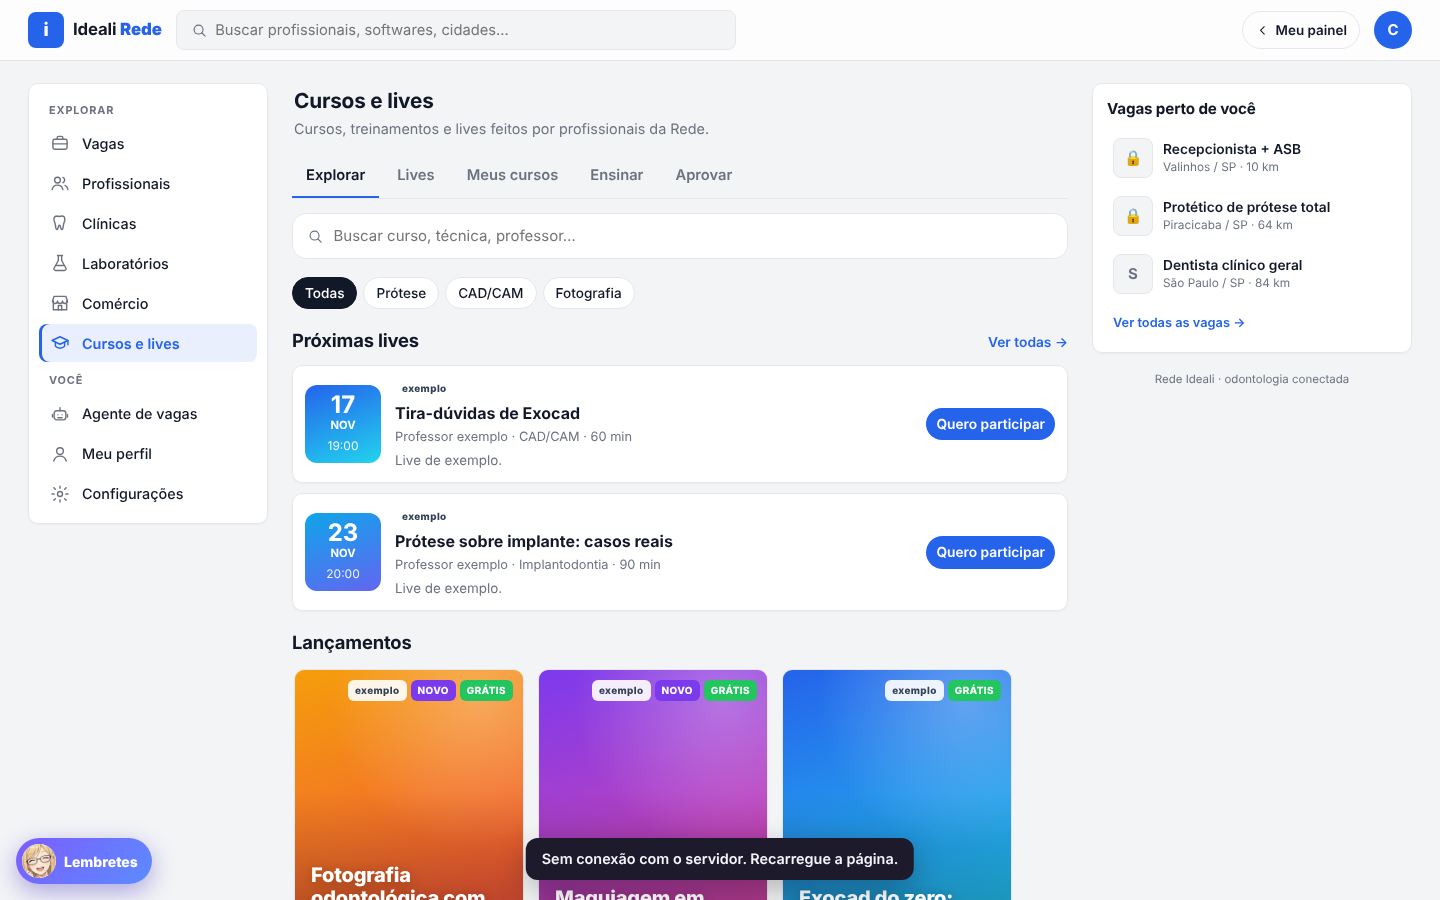 i
Ideali Rede
Buscar profissionais, softwares, cidades...
Meu painel
C
EXPLORAR
Vagas
Profissionais
Clínicas
Laboratórios
Comércio
Cursos e lives
VOCÊ
Agente de vagas
Meu perfil
Configurações
Cursos e lives
Cursos, treinamentos e lives feitos por profissionais da Rede.
Explorar
Lives
Meus cursos
Ensinar
Aprovar
Buscar curso, técnica, professor...
Todas
Prótese
CAD/CAM
Fotografia
Próximas lives
Ver todas →
17
NOV
19:00
exemplo
Tira-dúvidas de Exocad
Professor exemplo · CAD/CAM · 60 min
Live de exemplo.
Quero participar
23
NOV
20:00
exemplo
Prótese sobre implante: casos reais
Professor exemplo · Implantodontia · 90 min
Live de exemplo.
Quero participar
Lançamentos
exemplo NOVO GRÁTIS
Fotografia
odontológica com
exemplo NOVO GRÁTIS
Maquiagem em
exemplo GRÁTIS
Exocad do zero:
Vagas perto de você
Recepcionista + ASB
Valinhos / SP · 10 km
Protético de prótese total
Piracicaba / SP · 64 km
S
Dentista clínico geral
São Paulo / SP · 84 km
Ver todas as vagas →
Rede Ideali · odontologia conectada
Lembretes
Sem conexão com o servidor. Recarregue a página.